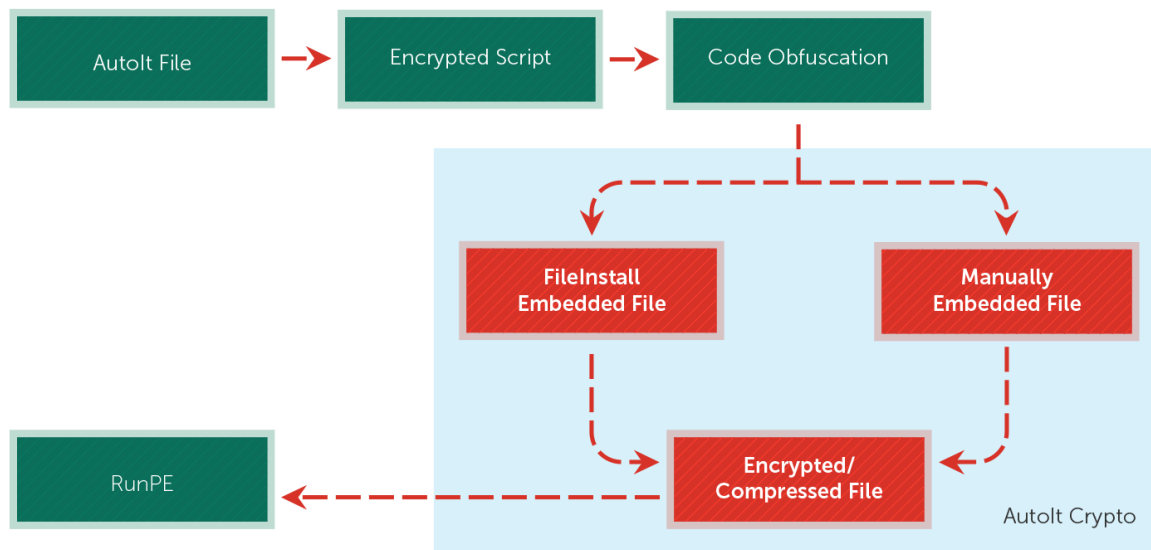 AutoIt File
Encrypted Script
Code Obfuscation
FileInstall
Embedded File
Manually
Embedded File
Encrypted/
Compressed File
RunPE
AutoIt Crypto